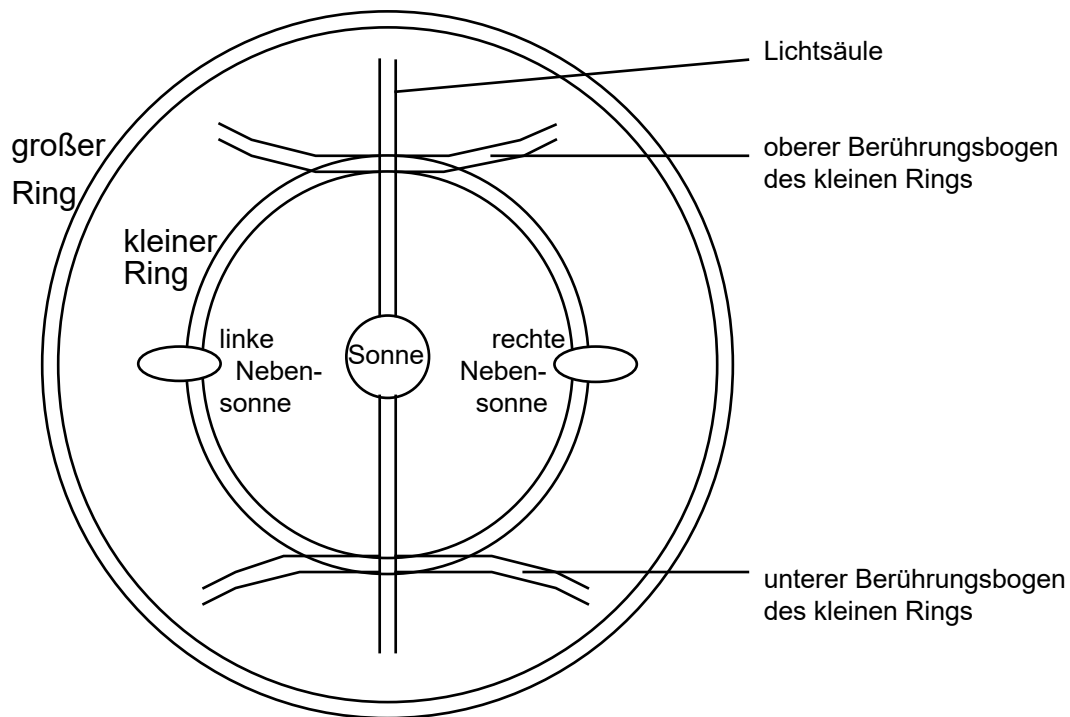 Lichtsäule
großer
Ring
oberer Berührungsbogen
des kleinen Rings
kleiner
Ring
linke
Neben-
sonne
Sonne
rechte
Neben-
sonne
unterer Berührungsbogen
des kleinen Rings